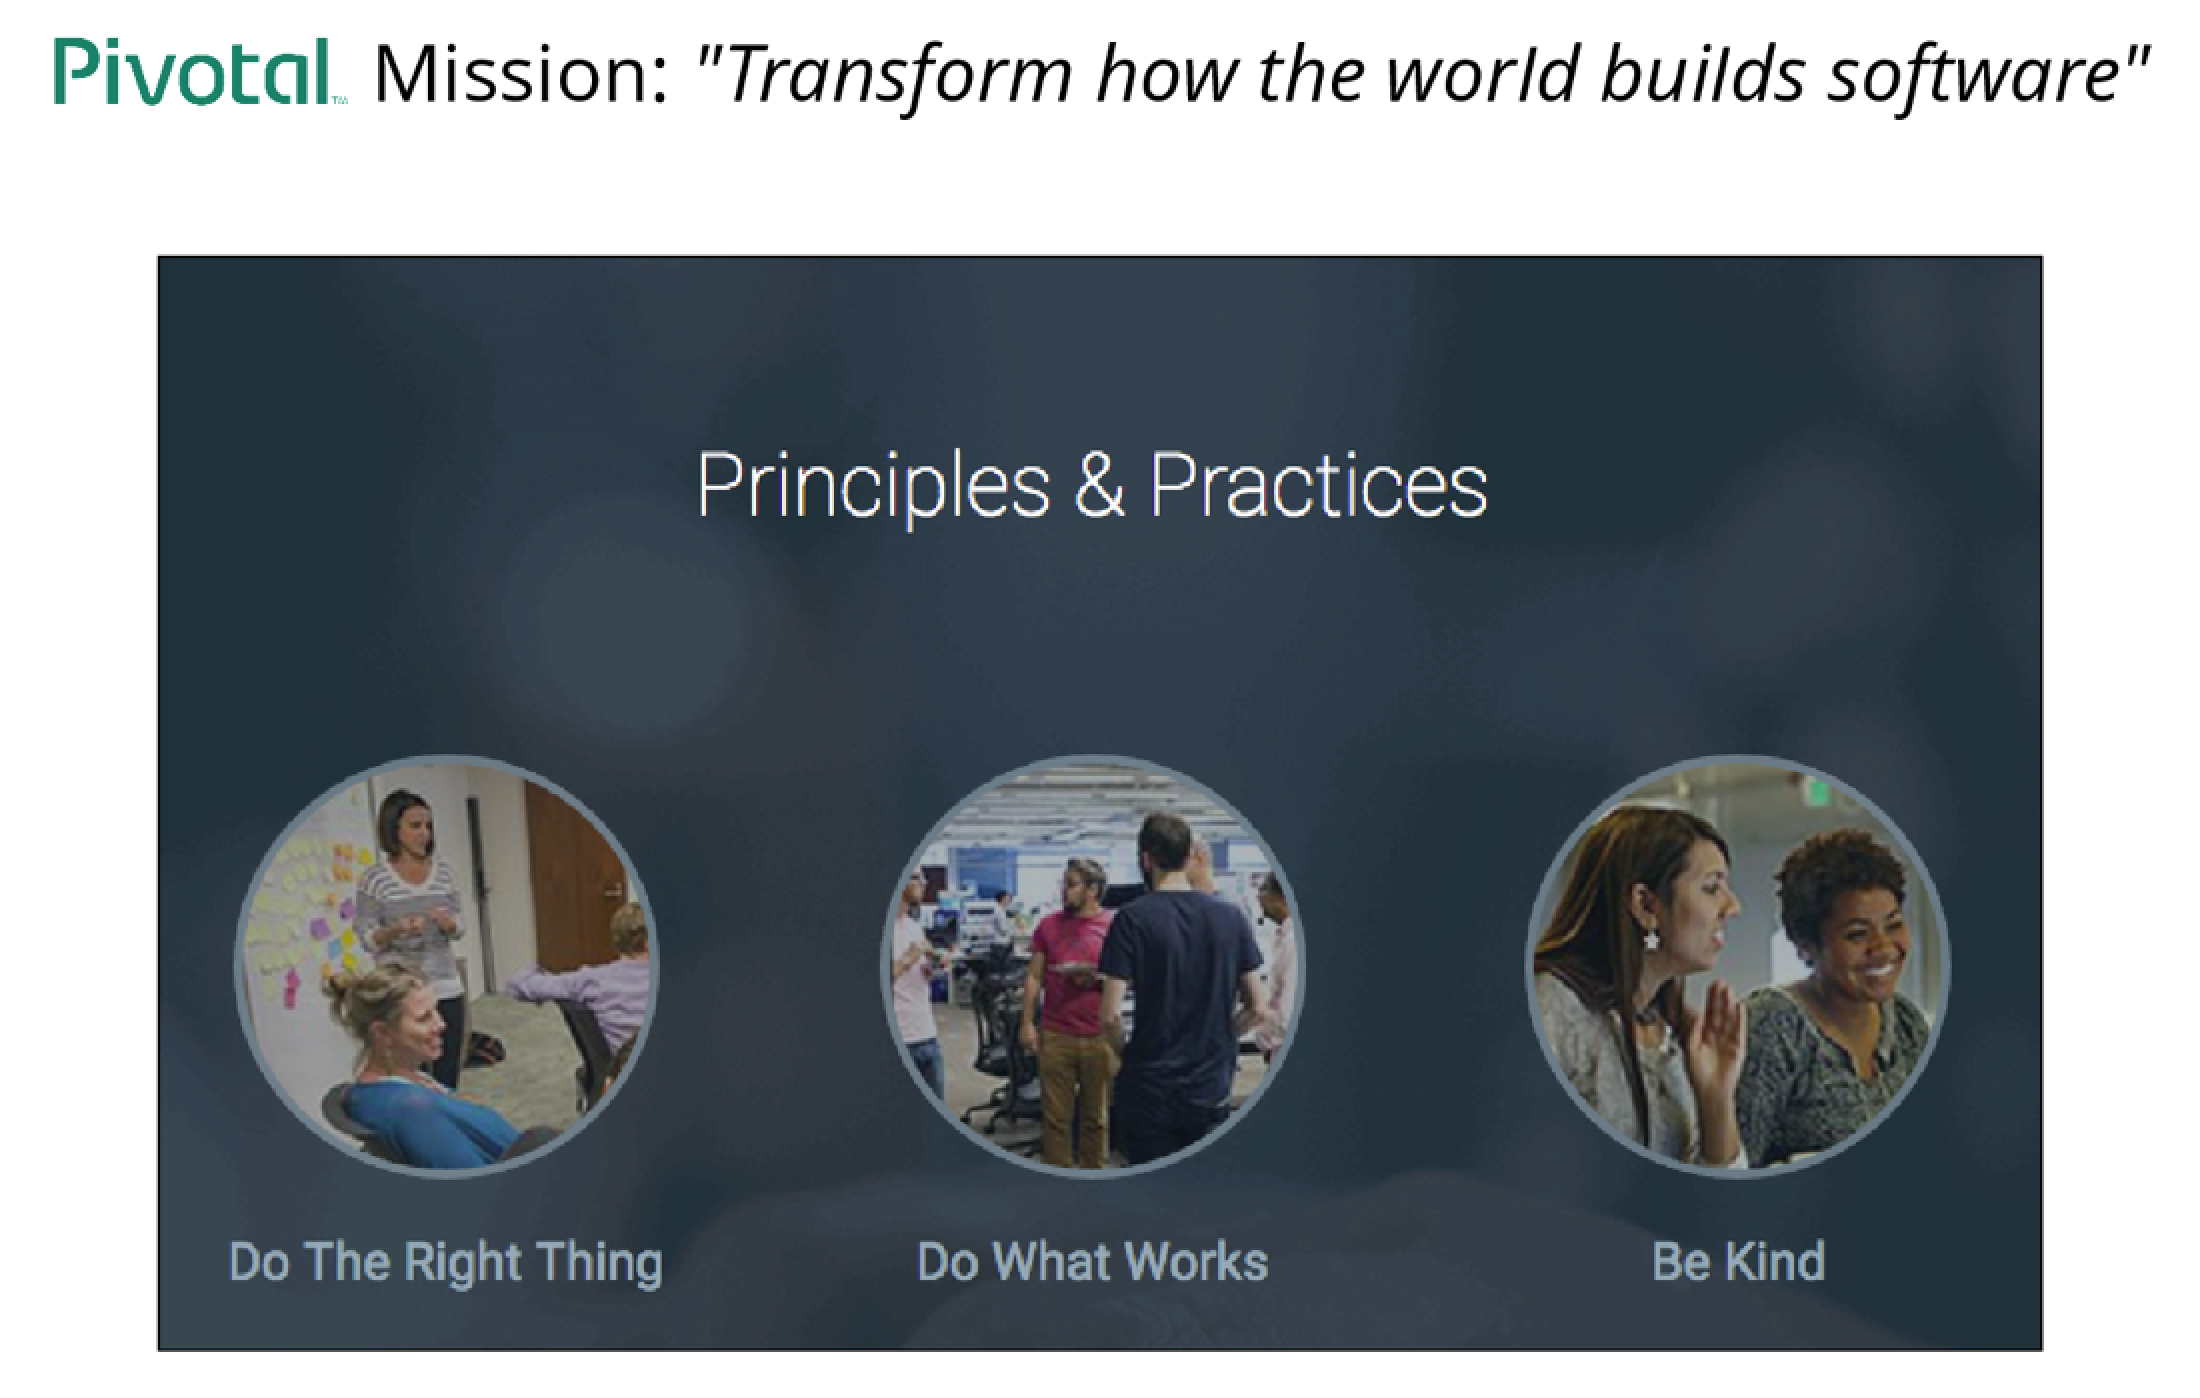 Pivotal™ Mission: "Transform how the world builds software"
Principles & Practices
Do The Right Thing
Do What Works
Be Kind